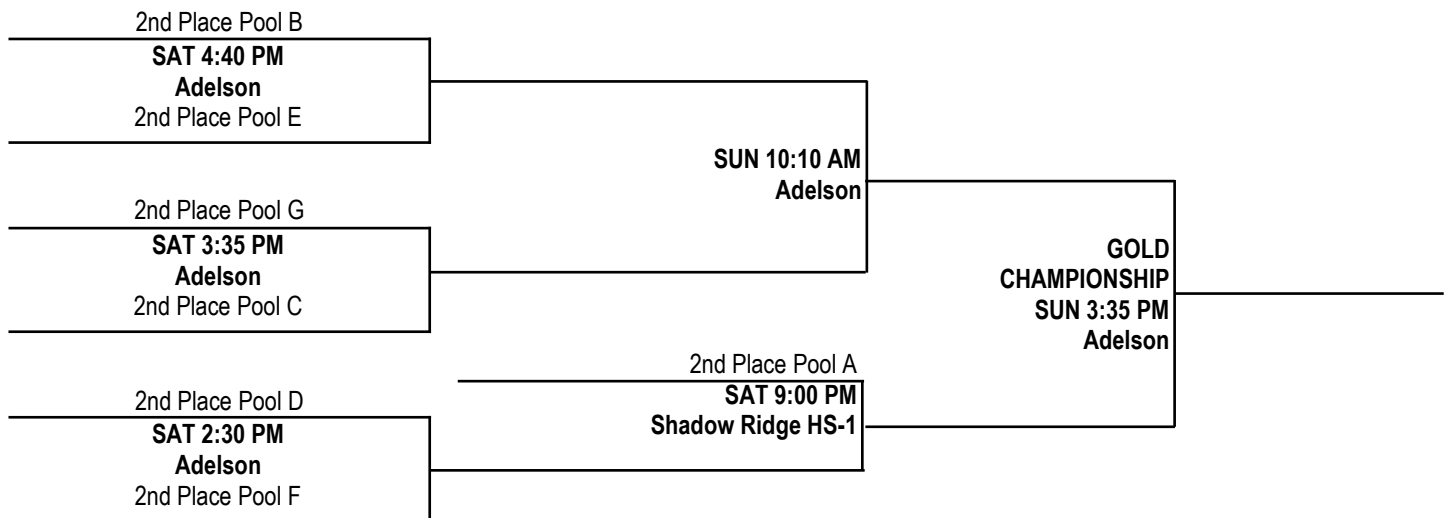 2nd Place Pool B
SAT 4:40 PM
Adelson
2nd Place Pool E
SUN 10:10 AM
Adelson
2nd Place Pool G
SAT 3:35 PM
Adelson
2nd Place Pool C
GOLD
CHAMPIONSHIP
SUN 3:35 PM
Adelson
2nd Place Pool A
SAT 9:00 PM
Shadow Ridge HS-1
2nd Place Pool D
SAT 2:30 PM
Adelson
2nd Place Pool F